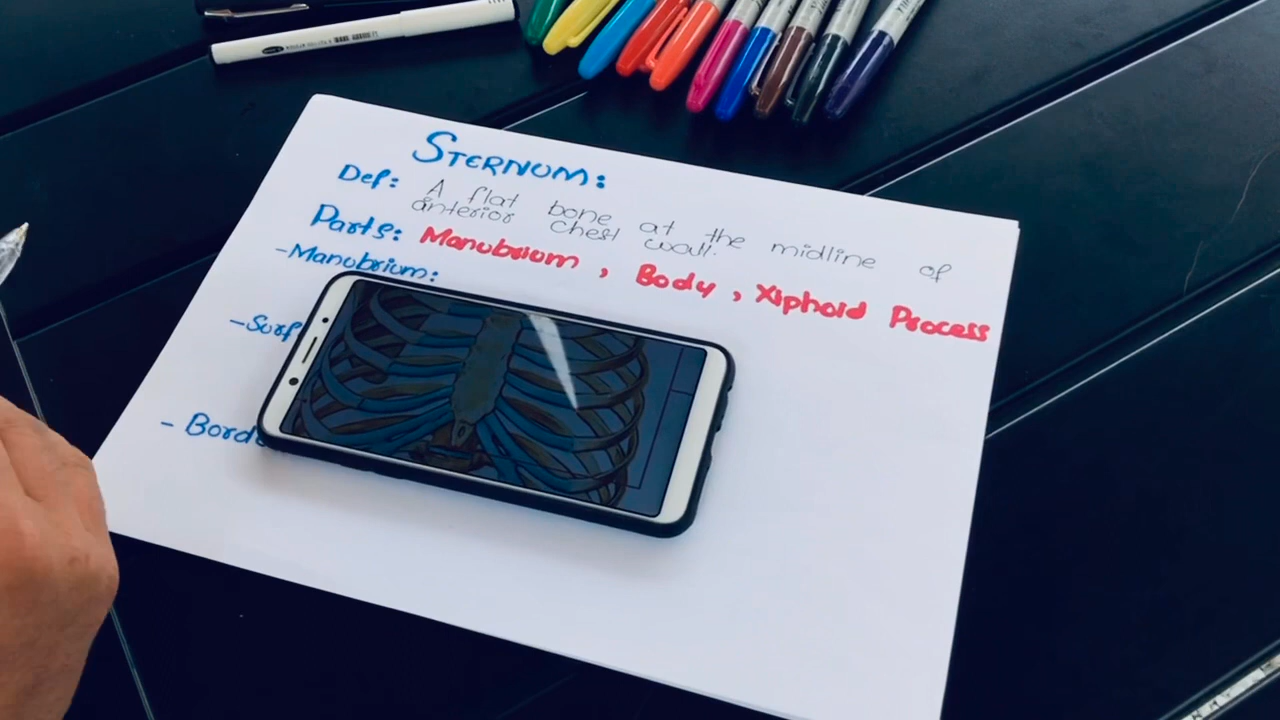 STERNUM:
Def: A flat bone at the midline of
anterior chest wall.
Parts: Manubrium, Body, Xiphoid Process
-Manubrium:
-Surf
- Bord